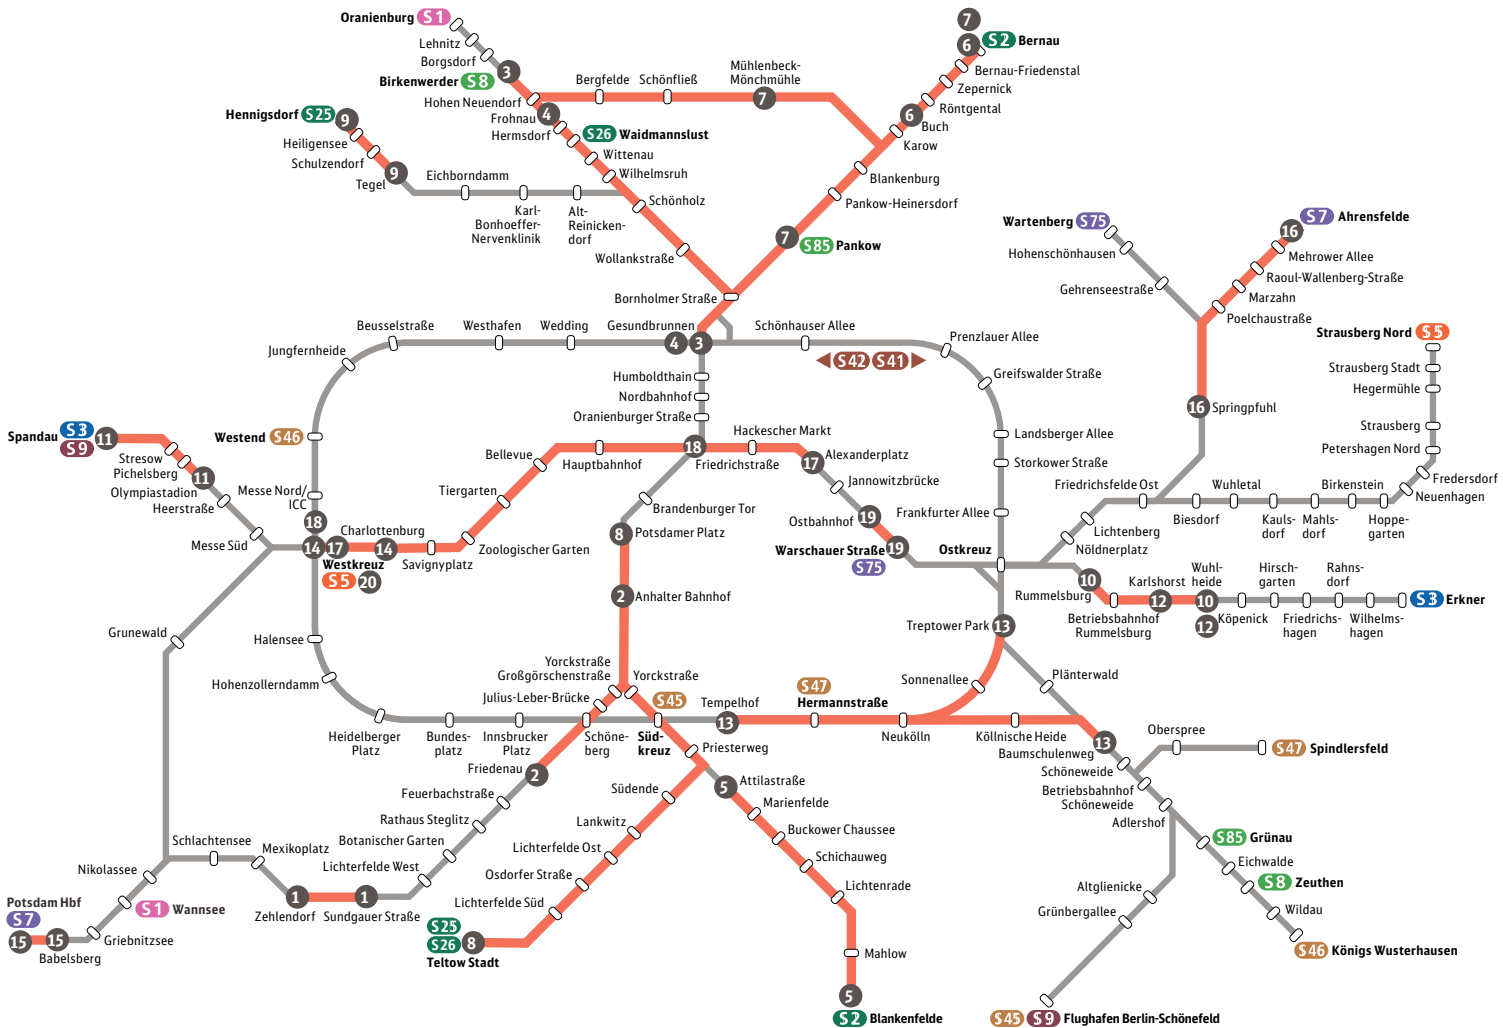 Oranienburg S1
Lehnitz
Borgsdorf
Birkenwerder S8
3
Hohen Neuendorf
Bergfelde
Schönfließ
Mühlenbeck-
Mönchmühle
7
7
6
S2 Bernau
Bernau-Friedenstal
Zepernick
Röntgental
6
Buch
Karow
Blankenburg
Pankow-Heinersdorf
7
S85 Pankow
Hennigsdorf S25
9
Heiligensee
Schulzendorf
Tegel
9
Eichborndamm
Karl-
Bonhoeffer-
Nervenklinik
Alt-
Reinicken-
dorf
Frohnau
4
Hermsdorf
S26 Waidmannslust
Wittenau
Wilhelmsruh
Schönholz
Wollankstraße
Bornholmer Straße
Wartenberg S75
Hohenschönhausen
Gehrenseestraße
S7 Ahrensfelde
16
Mehrower Allee
Raoul-Wallenberg-Straße
Marzahn
Poelchaustraße
16
Springpfuhl
Strausberg Nord S5
Strausberg Stadt
Hegermühle
Strausberg
Petershagen Nord
Fredersdorf
Neuenhagen
Hoppe-
garten
Birkenstein
Mahls-
dorf
Kauls-
dorf
Wuhletal
Biesdorf
Friedrichsfelde Ost
Lichtenberg
Nöldnerplatz
Jungfernheide
Beusselstraße
Westhafen
Wedding
Gesundbrunnen
4
3
Schönhauser Allee
S42 S41
Prenzlauer Allee
Greifswalder Straße
Landsberger Allee
Storkower Straße
Frankfurter Allee
Humboldthain
Nordbahnhof
Oranienburger Straße
Spandau S3
S9
11
Stresow
Pichelsberg
11
Olympiastadion
Heerstraße
Messe Süd
Westend S46
Messe Nord/
ICC
18
14
17
Westkreuz
S5
20
Charlottenburg
14
Savignyplatz
Zoologischer Garten
Tiergarten
Bellevue
Hauptbahnhof
18
Friedrichstraße
Hackescher Markt
17
Alexanderplatz
Jannowitzbrücke
Ostbahnhof
19
Warschauer Straße
19
S75
Ostkreuz
Brandenburger Tor
8
Potsdamer Platz
2
Anhalter Bahnhof
10
Rummelsburg
Betriebsbahnhof
Rummelsburg
Karlshorst
12
Wuhl-
heide
10
12
Köpenick
Hirsch-
garten
Friedrichs-
hagen
Rahns-
dorf
Wilhelms-
hagen
S3 Erkner
Treptower Park
13
Sonnenallee
Plänterwald
Grunewald
Halensee
Hohenzollerndamm
Heidelberger
Platz
Bundes-
platz
Innsbrucker
Platz
Schöne-
berg
Yorckstraße
Großgörschenstraße
Julius-Leber-Brücke
Yorckstraße
S45
Süd-
kreuz
Tempelhof
13
S47
Hermannstraße
Neukölln
Köllnische Heide
Baumschulenweg
13
Schöneweide
Betriebsbahnhof
Schöneweide
Adlershof
Oberspree
S47 Spindlersfeld
Priesterweg
Friedenau
2
Feuerbachstraße
Rathaus Steglitz
Botanischer Garten
Lichterfelde West
Südende
Lankwitz
Lichterfelde Ost
Osdorfer Straße
Lichterfelde Süd
S25
S26
8
Teltow Stadt
5
Attilastraße
Marienfelde
Buckower Chaussee
Schichauweg
Lichtenrade
Mahlow
5
S2 Blankenfelde
S85 Grünau
Eichwalde
S8 Zeuthen
Wildau
S46 Königs Wusterhausen
Altglienicke
Grünbergallee
S45 S9 Flughafen Berlin-Schönefeld
Schlachtensee
Mexikoplatz
Nikolassee
1
Zehlendorf
1
Sundgauer Straße
Potsdam Hbf
S7
15
15
Babelsberg
S1 Wannsee
Griebnitzsee